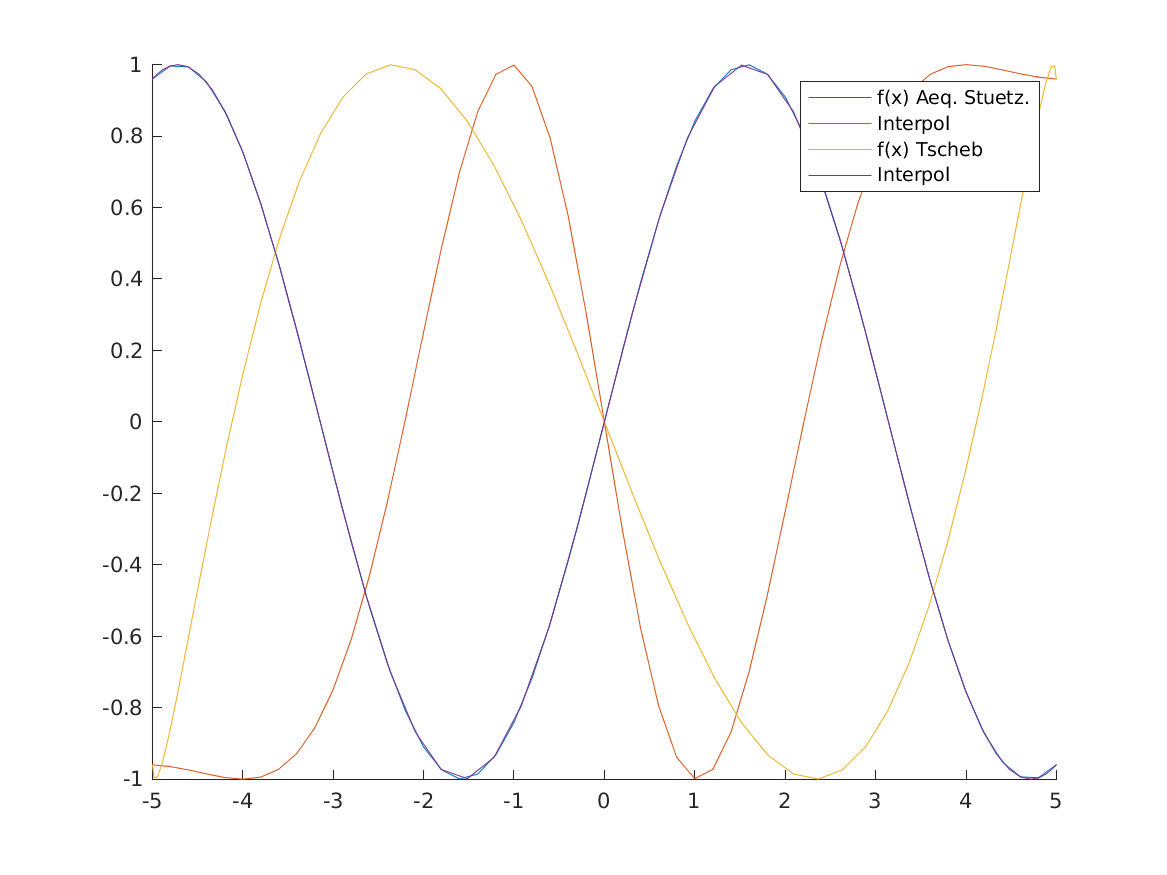 1
0.8
0.6
0.4
0.2
0
-0.2
-0.4
-0.6
-0.8
-1
-5 -4 -3 -2 -1 0 1 2 3 4 5
f(x) Aeq. Stuetz.
Interpol
f(x) Tscheb
Interpol